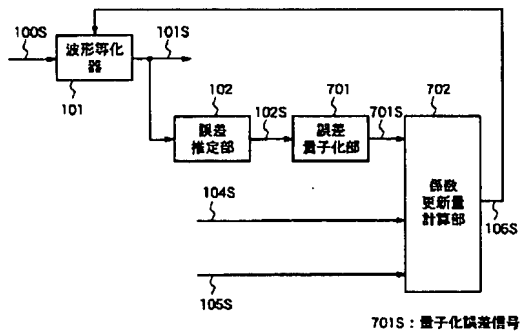 100S
波形等化
器
101S
101
102
誤差
推定部
102S
701
誤差
量子化部
701S
702
係数
更新量
計算部
104S
105S
106S
701S：量子化誤差信号